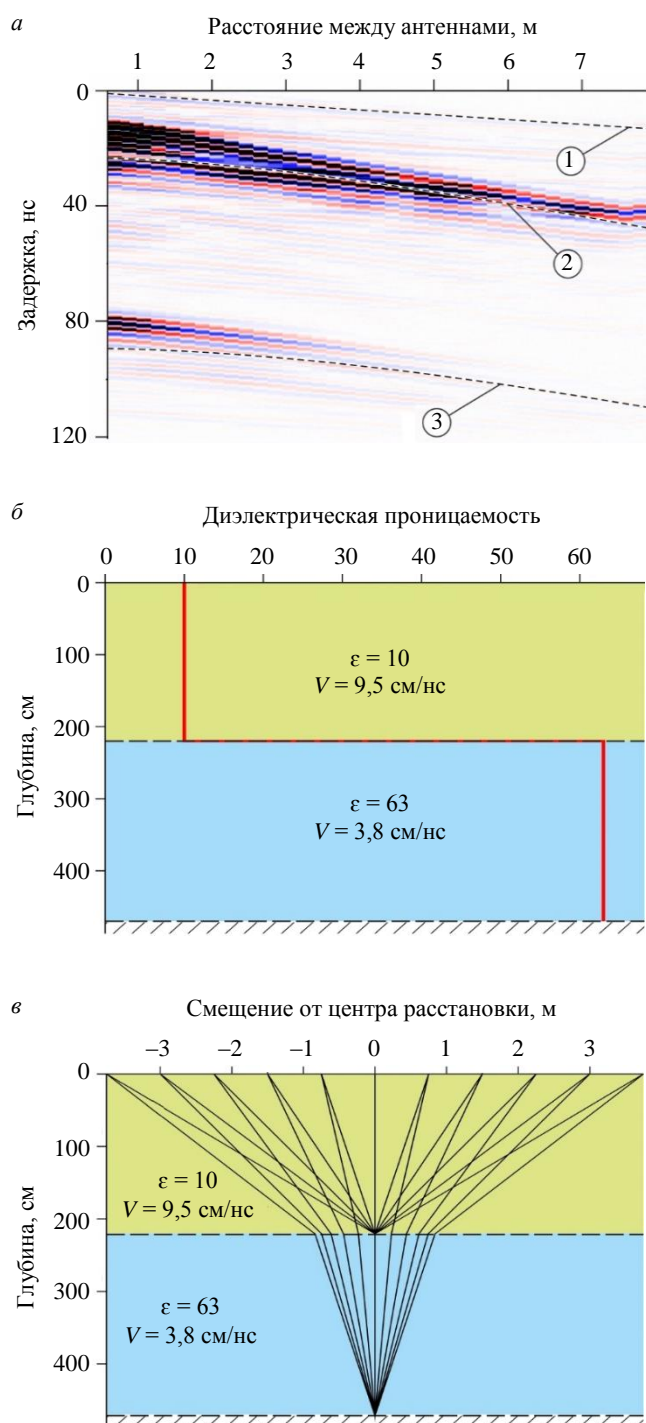 а
Расстояние между антеннами, м
1 2 3 4 5 6 7
Задержка, нс
0
40
80
120
1
2
3
б
Диэлектрическая проницаемость
0 10 20 30 40 50 60
Глубина, см
0
100
200
300
400
ε = 10
V = 9,5 см/нс
ε = 63
V = 3,8 см/нс
в
Смещение от центра расстановки, м
–3 –2 –1 0 1 2 3
Глубина, см
0
100
200
300
400
ε = 10
V = 9,5 см/нс
ε = 63
V = 3,8 см/нс